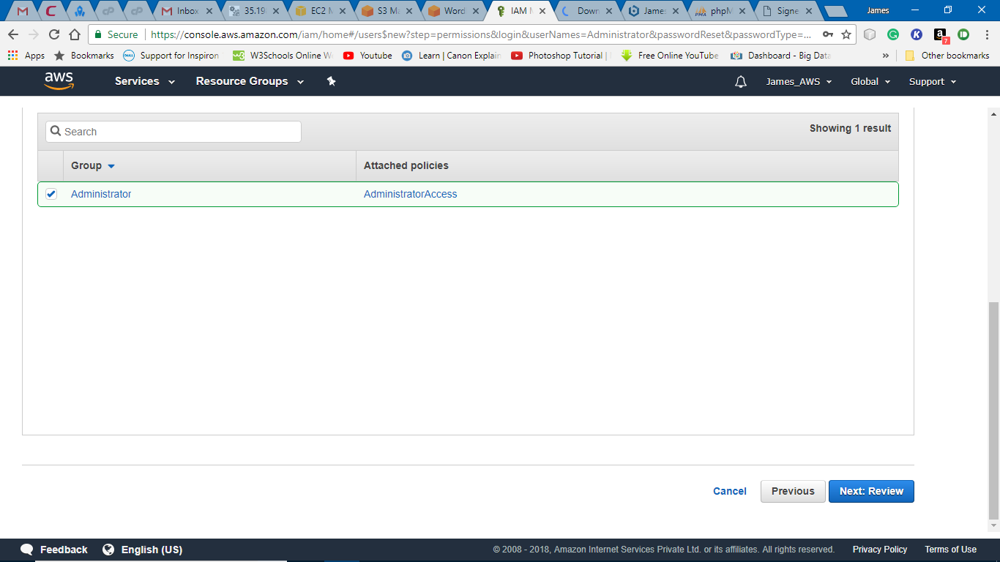 Inbox 35.19 EC2 M S3 Ma Word IAM M Down James phpM Signe James
Secure https://console.aws.amazon.com/iam/home#/users$new?step=permissions&login&userNames=Administrator&passwordReset&passwordType=... 7
Apps Bookmarks Support for Inspiron W3Schools Online W Youtube Learn | Canon Explain Photoshop Tutorial | Free Online YouTube Dashboard - Big Data » Other bookmarks
aws Services Resource Groups James_AWS Global Support
Search Showing 1 result
Group Attached policies
Administrator AdministratorAccess
Cancel Previous Next: Review
Feedback English (US) © 2008 - 2018, Amazon Internet Services Private Ltd. or its affiliates. All rights reserved. Privacy Policy Terms of Use